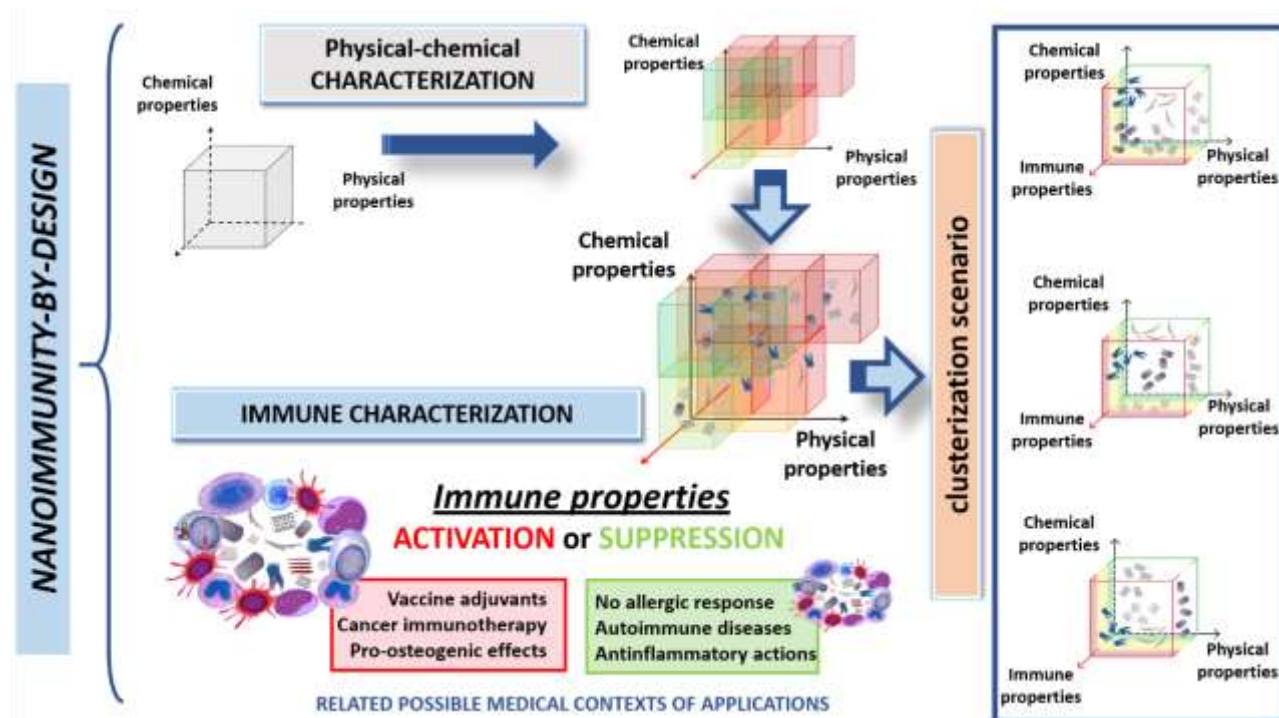 NANOIMMUNITY-BY-DESIGN
Physical-chemical
CHARACTERIZATION
Chemical
properties
Physical
properties
Chemical
properties
Physical
properties
Chemical
properties
Physical
properties
IMMUNE CHARACTERIZATION
Immune properties
ACTIVATION or SUPPRESSION
Vaccine adjuvants
Cancer immunotherapy
Pro-osteogenic effects
No allergic response
Autoimmune diseases
Antinflammatory actions
RELATED POSSIBLE MEDICAL CONTEXTS OF APPLICATIONS
clusterization scenario
Chemical
properties
Physical
properties
Immune
properties
Chemical
properties
Physical
properties
Immune
properties
Chemical
properties
Physical
properties
Immune
properties